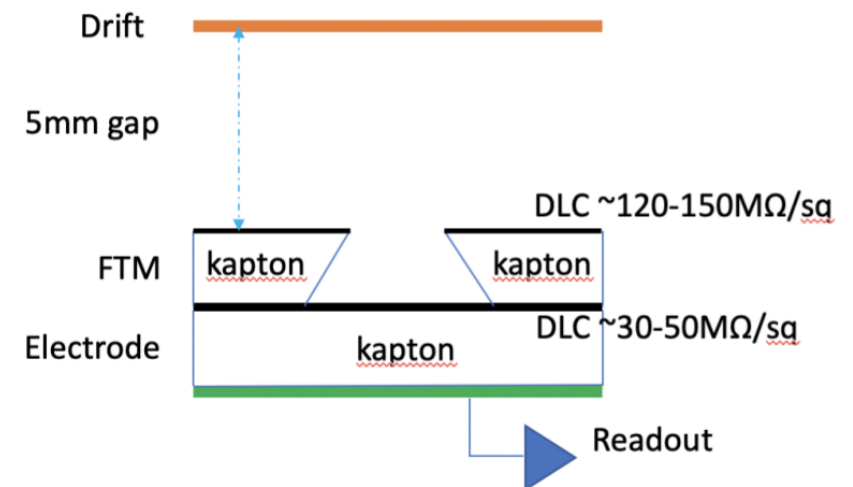 Drift
5mm gap
DLC ~120-150MΩ/sq
FTM
kapton
kapton
DLC ~30-50MΩ/sq
Electrode
kapton
Readout